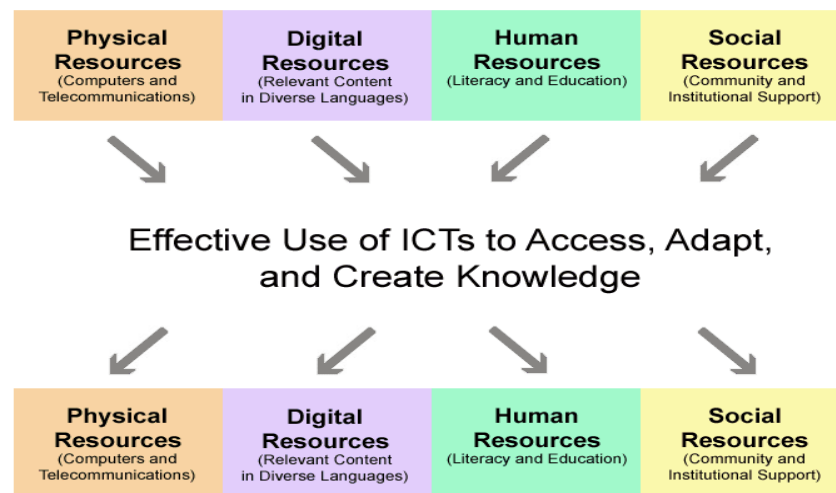 Physical
Resources
(Computers and
Telecommunications)
Digital
Resources
(Relevant Content
in Diverse Languages)
Human
Resources
(Literacy and Education)
Social
Resources
(Community and
Institutional Support)
Effective Use of ICTs to Access, Adapt,
and Create Knowledge
Physical
Resources
(Computers and
Telecommunications)
Digital
Resources
(Relevant Content
in Diverse Languages)
Human
Resources
(Literacy and Education)
Social
Resources
(Community and
Institutional Support)